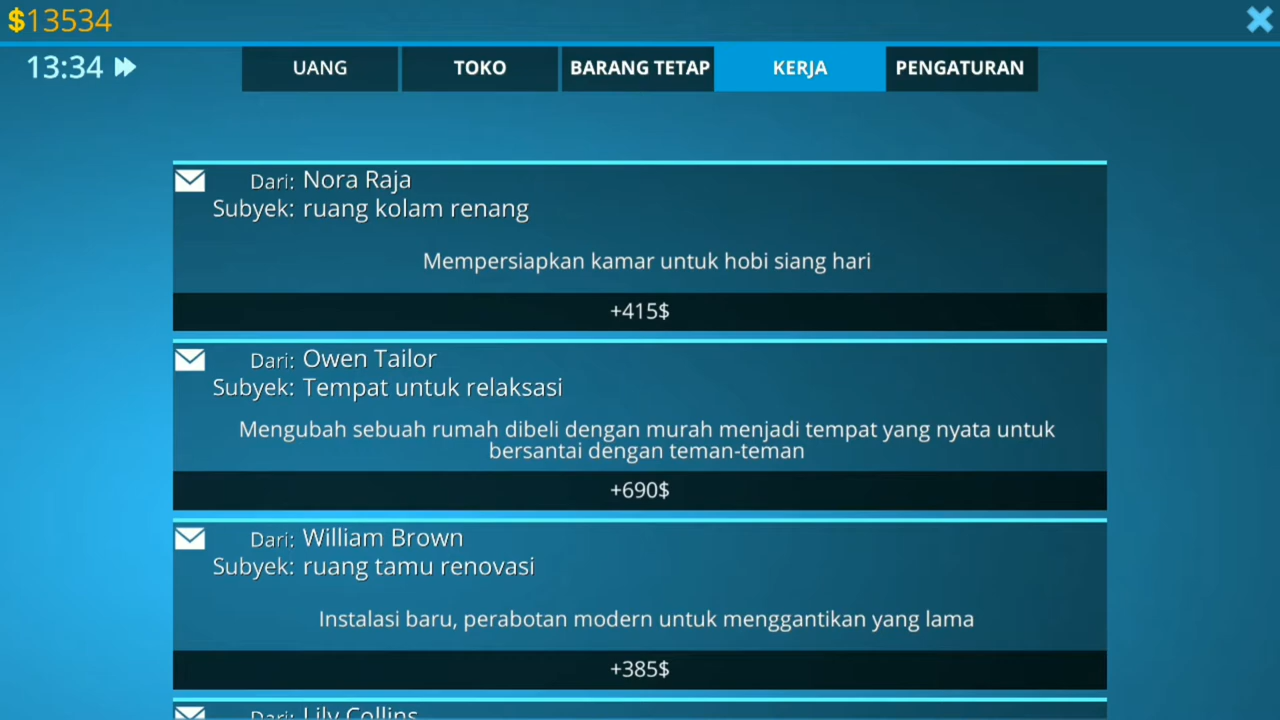 $13534
13:34
UANG
TOKO
BARANG TETAP
KERJA
PENGATURAN
Dari: Nora Raja
Subyek: ruang kolam renang
Mempersiapkan kamar untuk hobi siang hari
+415$
Dari: Owen Tailor
Subyek: Tempat untuk relaksasi
Mengubah sebuah rumah dibeli dengan murah menjadi tempat yang nyata untuk
bersantai dengan teman-teman
+690$
Dari: William Brown
Subyek: ruang tamu renovasi
Instalasi baru, perabotan modern untuk menggantikan yang lama
+385$
Dari: Lily Collins